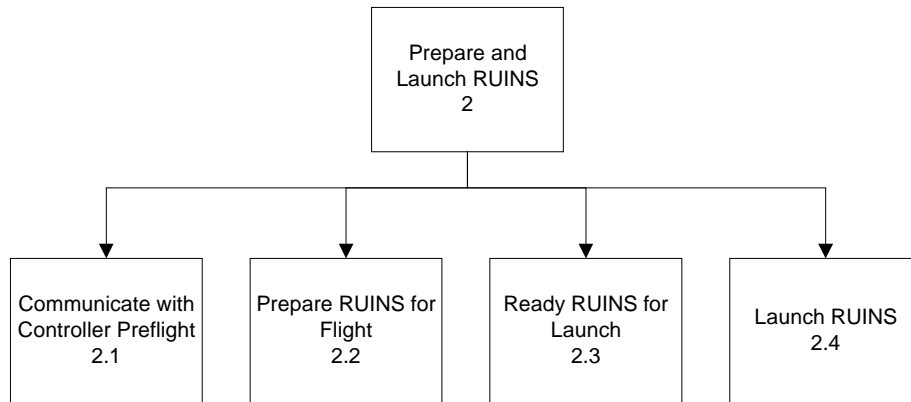 Prepare and
Launch RUINS
2
Communicate with
Controller Preflight
2.1
Prepare RUINS for
Flight
2.2
Ready RUINS for
Launch
2.3
Launch RUINS
2.4